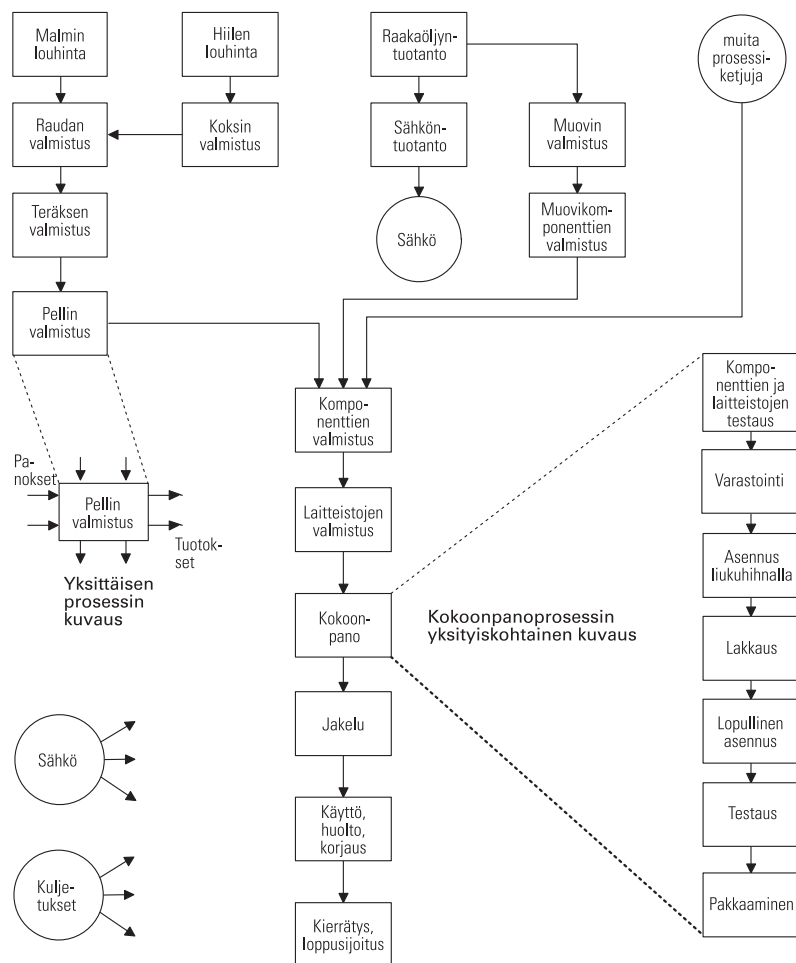 Malmin
louhinta
Hiilen
louhinta
Raakaöljyn-
tuotanto
muita
prosessi-
ketjuja
Raudan
valmistus
Koksin
valmistus
Sähkön-
tuotanto
Muovin
valmistus
Teräksen
valmistus
Sähkö
Muovikom-
ponenttien
valmistus
Pellin
valmistus
Kompo-
nenttien
valmistus
Kompo-
nenttien ja
laitteistojen
testaus
Pa-
nokset
Pellin
valmistus
Tuotok-
set
Yksittäisen
prosessin
kuvaus
Laitteistojen
valmistus
Varastointi
Asennus
liukuhihnalla
Kokoon-
pano
Kokoonpanoprosessin
yksityiskohtainen kuvaus
Lakkaus
Jakelu
Lopullinen
asennus
Sähkö
Käyttö,
huolto,
korjaus
Testaus
Kulje-
tukset
Kierrätys,
loppusijoitus
Pakkaaminen